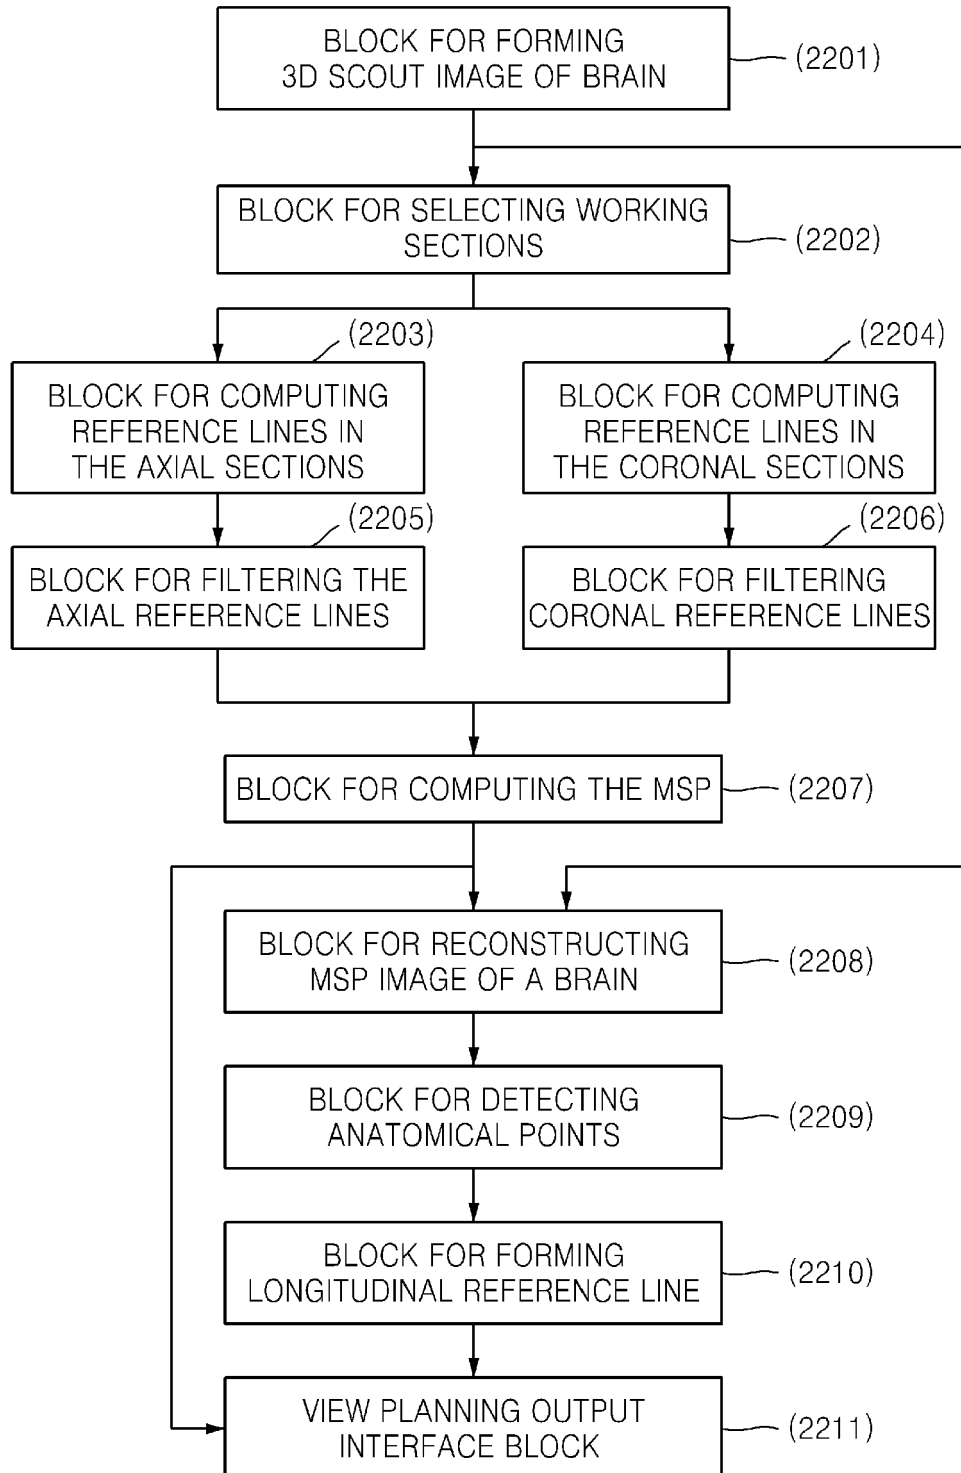 BLOCK FOR FORMING
3D SCOUT IMAGE OF BRAIN
(2201)
BLOCK FOR SELECTING WORKING
SECTIONS
(2202)
(2203)
BLOCK FOR COMPUTING
REFERENCE LINES IN
THE AXIAL SECTIONS
(2204)
BLOCK FOR COMPUTING
REFERENCE LINES IN
THE CORONAL SECTIONS
(2205)
BLOCK FOR FILTERING THE
AXIAL REFERENCE LINES
(2206)
BLOCK FOR FILTERING
CORONAL REFERENCE LINES
BLOCK FOR COMPUTING THE MSP
(2207)
BLOCK FOR RECONSTRUCTING
MSP IMAGE OF A BRAIN
(2208)
BLOCK FOR DETECTING
ANATOMICAL POINTS
(2209)
BLOCK FOR FORMING
LONGITUDINAL REFERENCE LINE
(2210)
VIEW PLANNING OUTPUT
INTERFACE BLOCK
(2211)